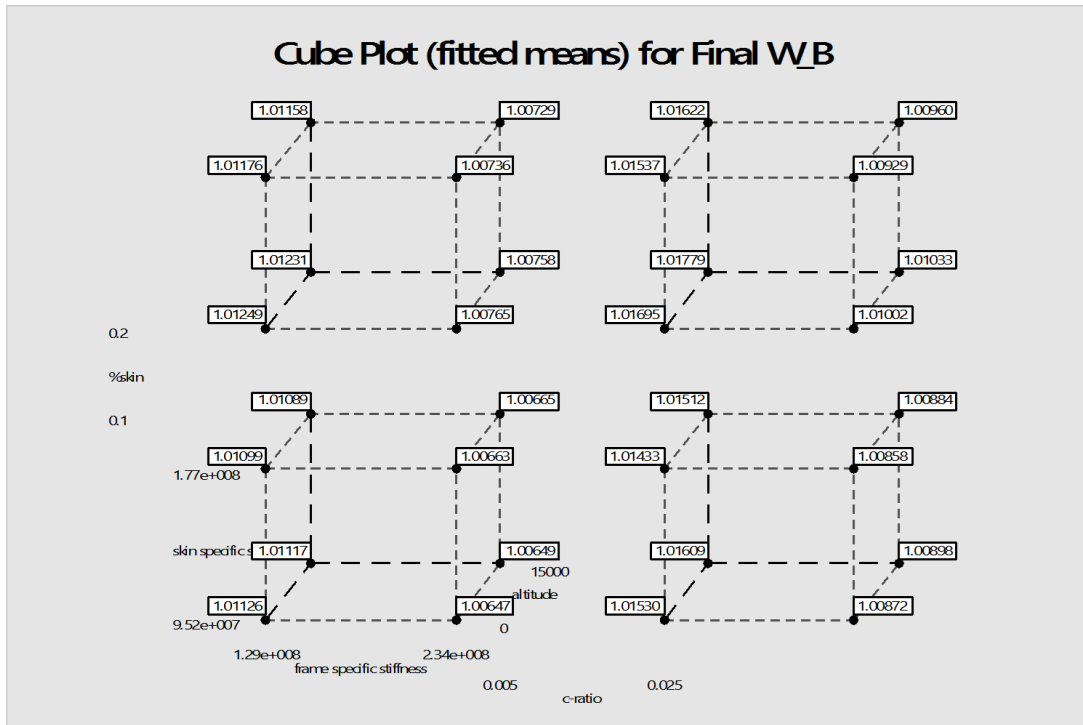 Cube Plot (fitted means) for Final W_B
1.01158 1.00729 1.01622 1.00960
1.01176 1.00736 1.01537 1.00929
1.01231 1.00758 1.01779 1.01033
1.01249 1.00765 1.01695 1.01002
0.2
%skin
1.01089 1.00665 1.01512 1.00884
0.1
1.01099 1.00663 1.01433 1.00858
1.77e+008
skin specific s 1.01117 1.00649 1.01609 1.00898
15000
altitude
1.01126 1.00647 1.01530 1.00872
9.52e+007 0
1.29e+008 2.34e+008
frame specific stiffness
0.005 0.025
c-ratio